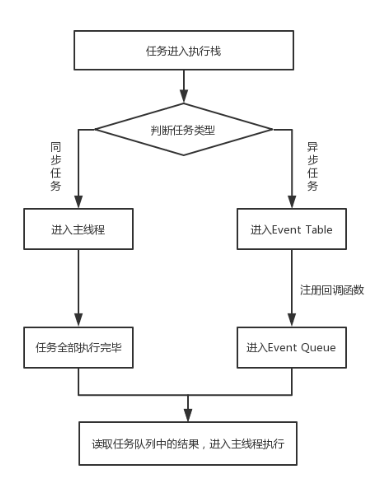 任务进入执行栈
判断任务类型
同步任务
异步任务
进入主线程
进入Event Table
注册回调函数
任务全部执行完毕
进入Event Queue
读取任务队列中的结果，进入主线程执行